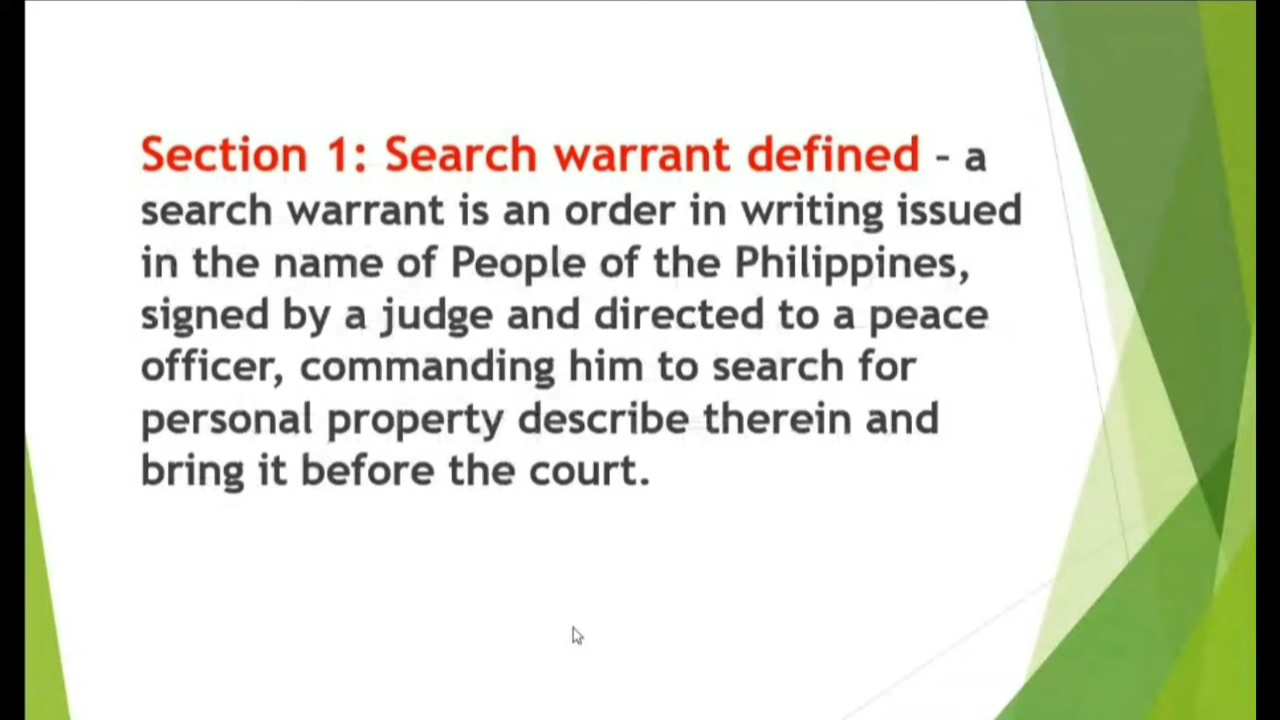 Section 1: Search warrant defined - a
search warrant is an order in writing issued
in the name of People of the Philippines,
signed by a judge and directed to a peace
officer, commanding him to search for
personal property describe therein and
bring it before the court.